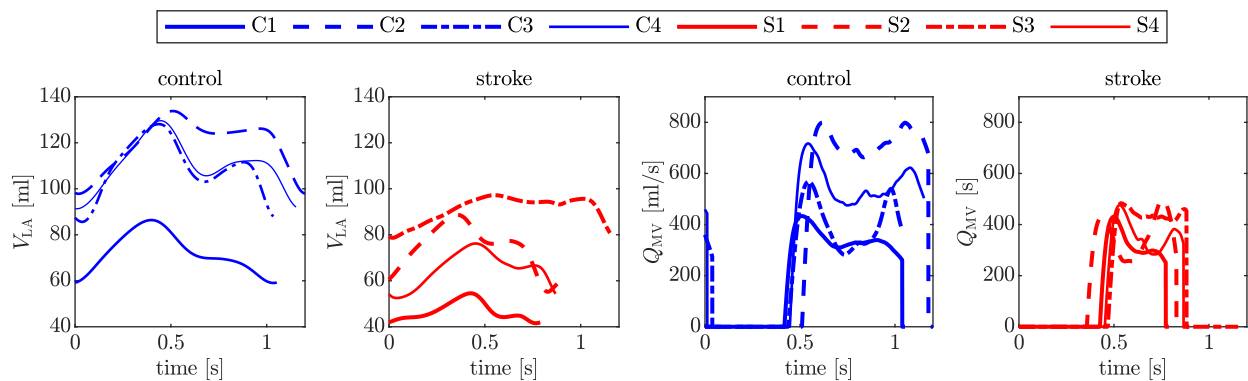 C1 C2 C3 C4 S1 S2 S3 S4
control stroke control stroke
140 140 800 800
120 120 600 600
100 100 400 400
80 80 200 200
60 60 0 0
40 40
V_LA [ml] V_LA [ml] Q_MV [ml/s] Q_MV [s]
0 0.5 1 0 0.5 1 0 0.5 1 0 0.5 1
time [s] time [s] time [s] time [s]